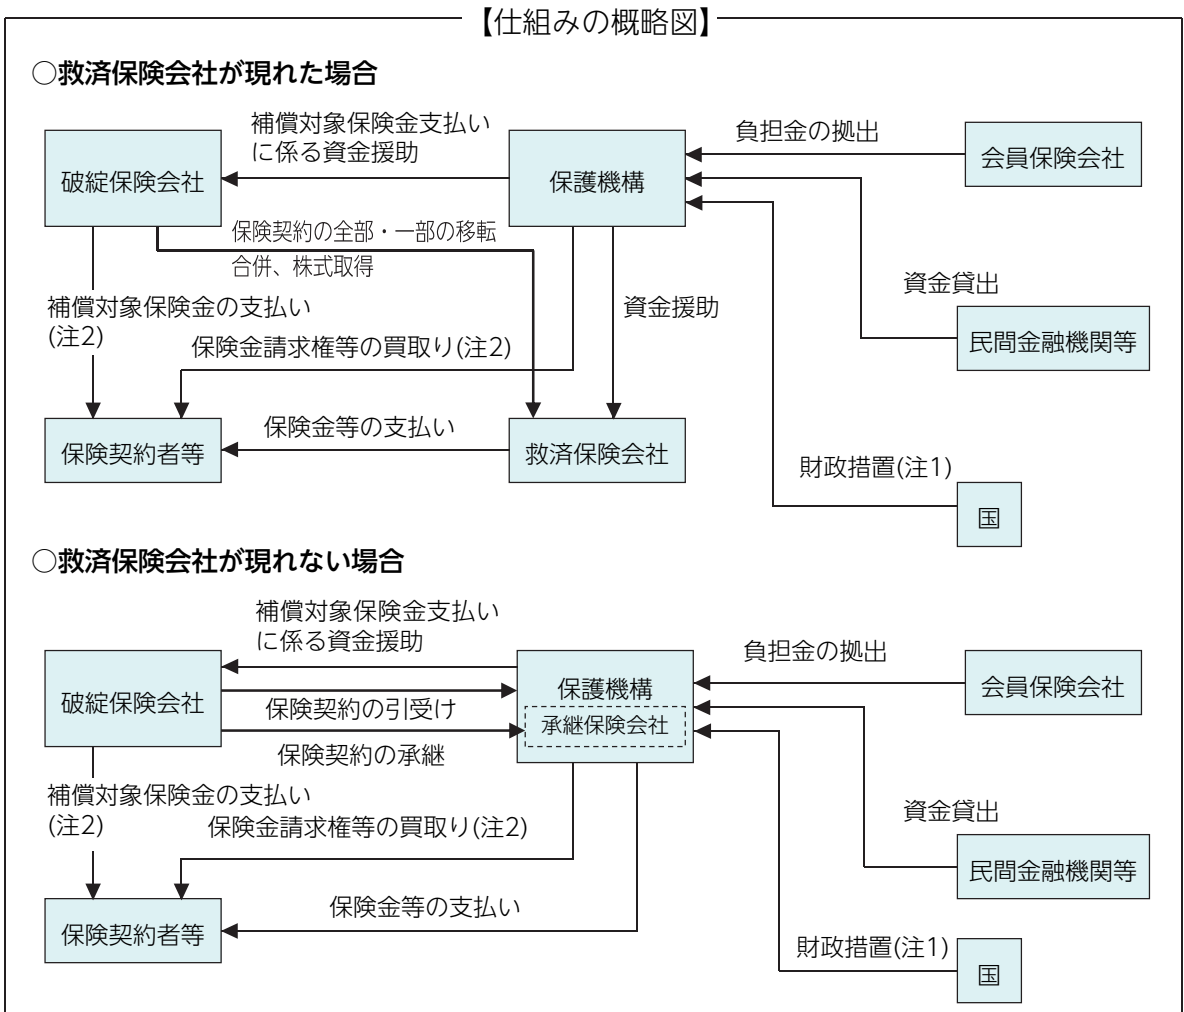 【仕組みの概略図】
○救済保険会社が現れた場合
補償対象保険金支払い
に係る資金援助
負担金の拠出
会員保険会社
破綻保険会社
保護機構
保険契約の全部・一部の移転
合併、株式取得
資金貸出
補償対象保険金の支払い
(注2)
資金援助
民間金融機関等
保険金請求権等の買取り(注2)
保険金等の支払い
保険契約者等
救済保険会社
財政措置(注1)
国
○救済保険会社が現れない場合
補償対象保険金支払い
に係る資金援助
負担金の拠出
会員保険会社
破綻保険会社
保護機構
保険契約の引受け
承継保険会社
保険契約の承継
補償対象保険金の支払い
(注2)
保険金請求権等の買取り(注2)
資金貸出
民間金融機関等
保険金等の支払い
保険契約者等
財政措置(注1)
国